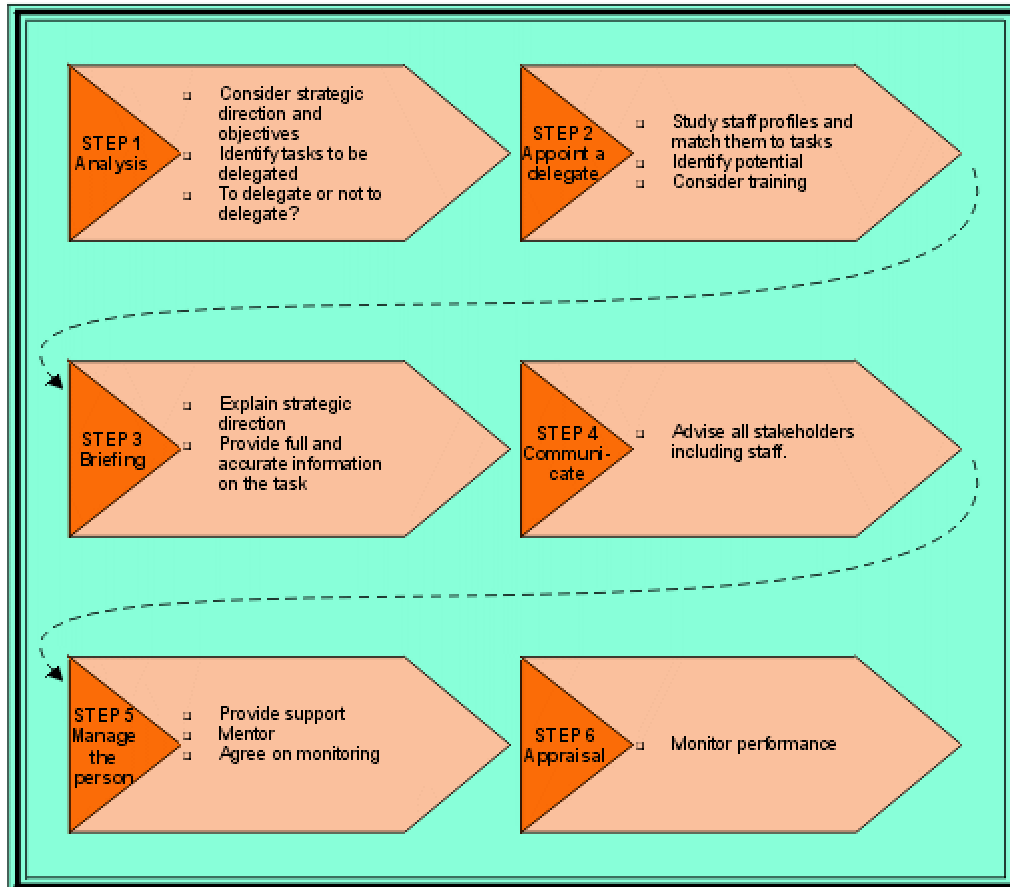 STEP 1
Analysis
❑ Consider strategic
direction and
objectives
❑ Identify tasks to be
delegated
❑ To delegate or not to
delegate?
STEP 2
Appoint a
delegate
❑ Study staff profiles and
match them to tasks
❑ Identify potential
❑ Consider training
STEP 3
Briefing
❑ Explain strategic
direction
❑ Provide full and
accurate information
on the task
STEP 4
Communi-
cate
❑ Advise all stakeholders
including staff.
STEP 5
Manage
the
person
❑ Provide support
❑ Mentor
❑ Agree on monitoring
STEP 6
Appraisal
❑ Monitor performance